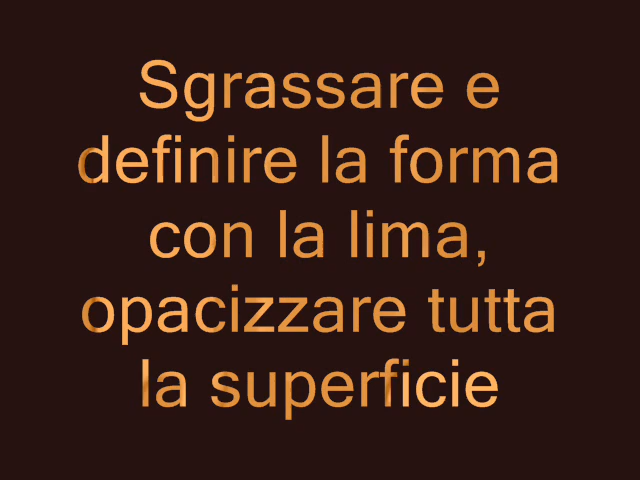 Sgrassare e
definire la forma
con la lima,
opacizzare tutta
la superficie